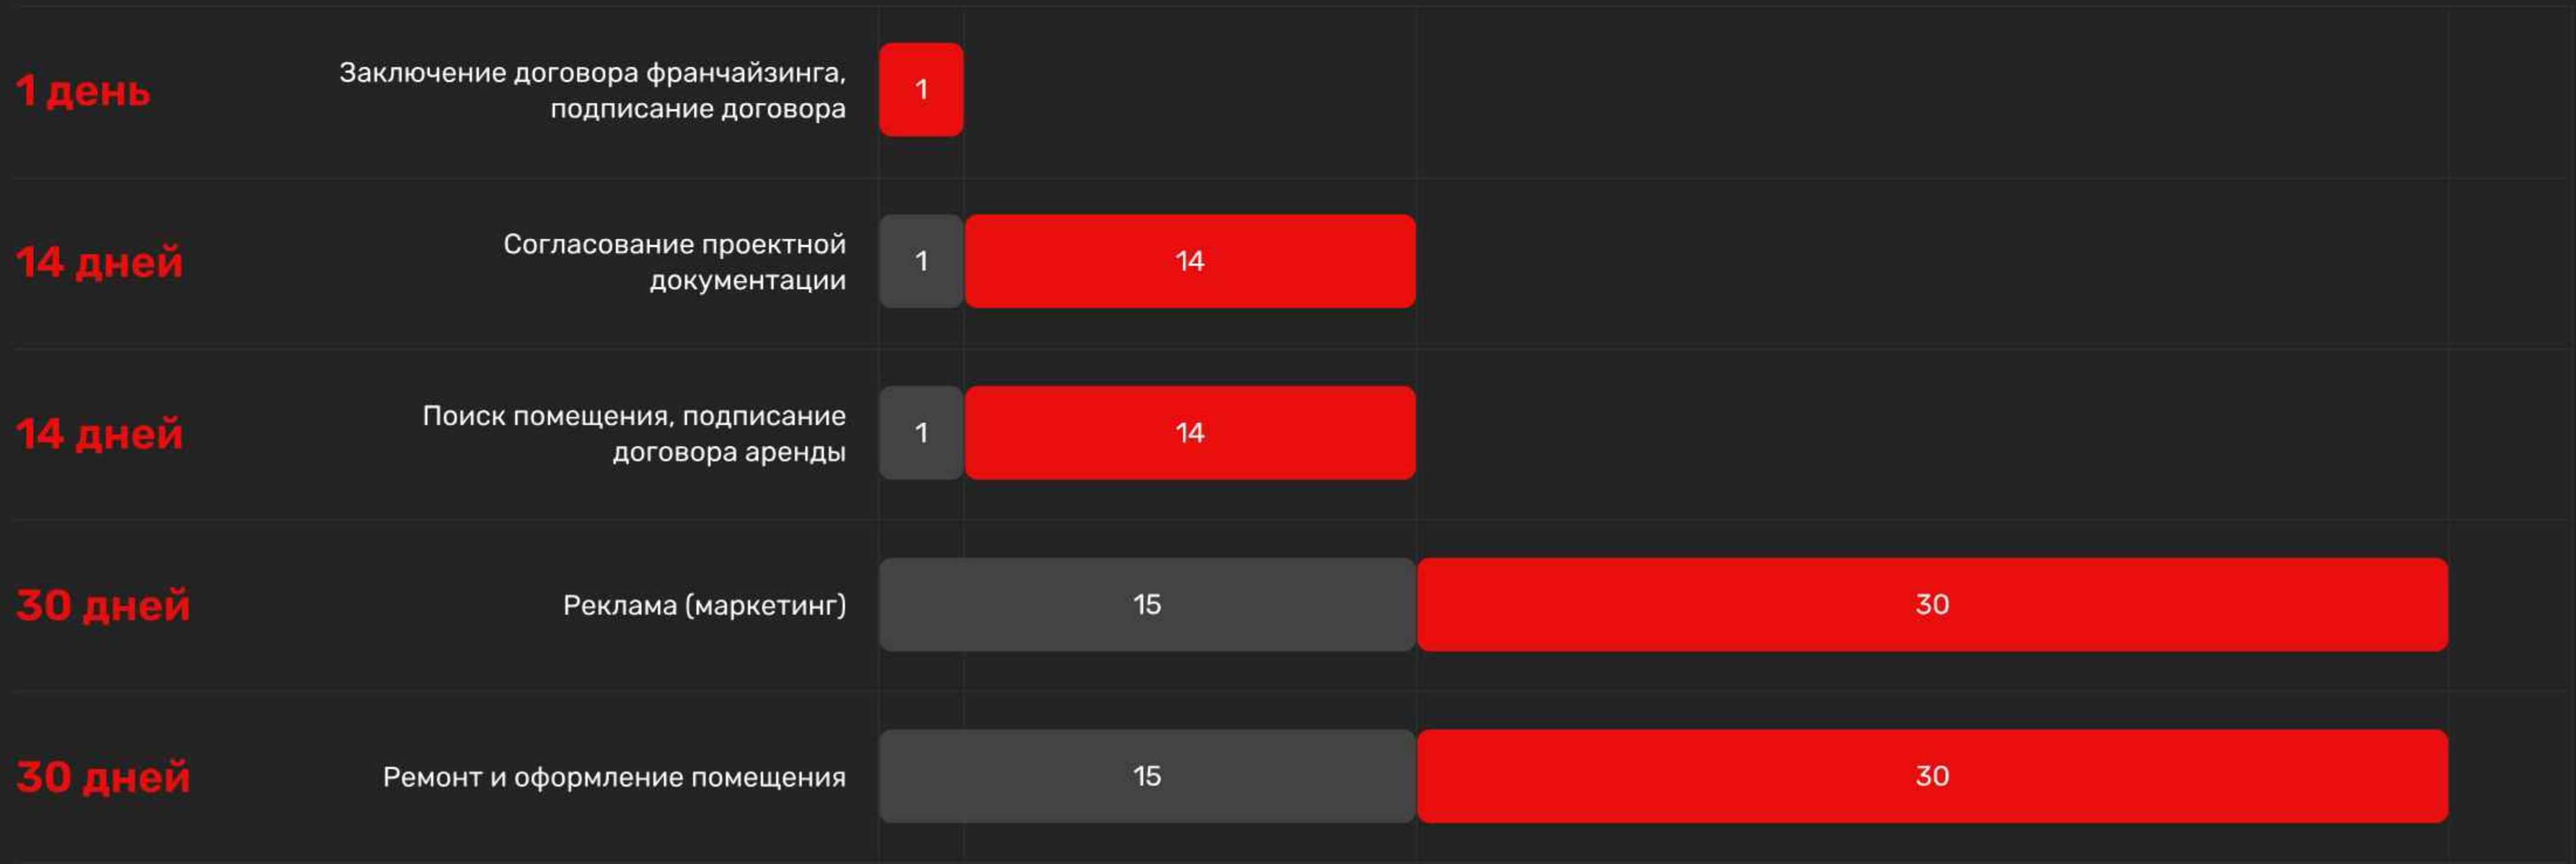 1 день
Заключение договора франчайзинга,
подписание договора
1
14 дней
Согласование проектной
документации
1
14
14 дней
Поиск помещения, подписание
договора аренды
1
14
30 дней
Реклама (маркетинг)
15
30
30 дней
Ремонт и оформление помещения
15
30